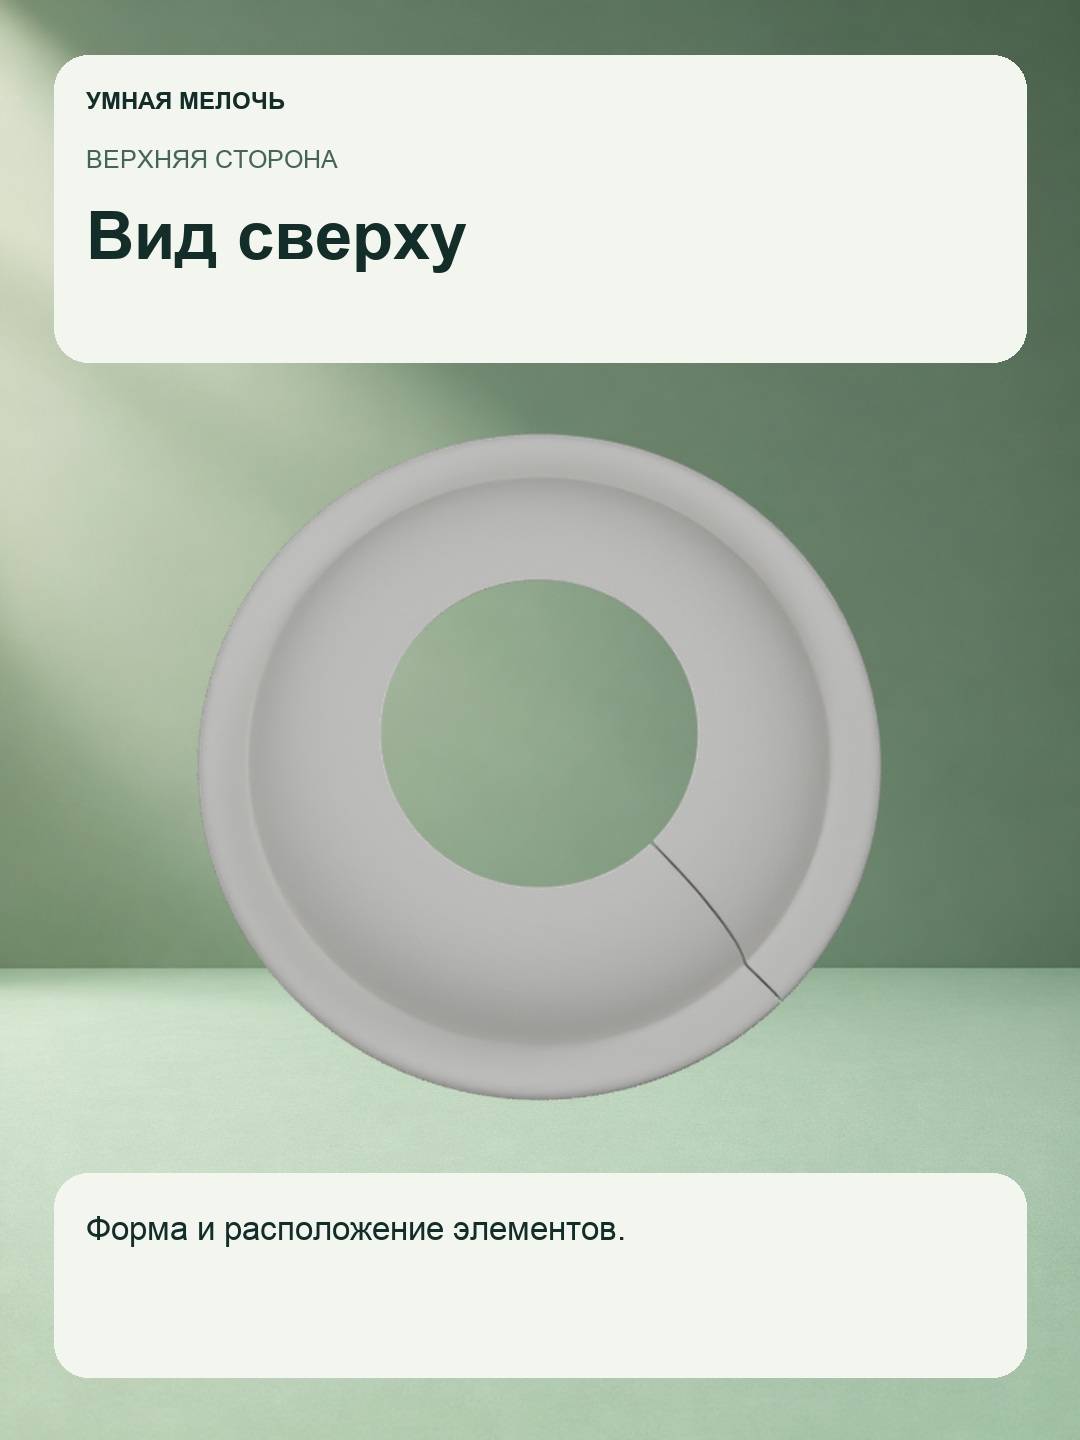 УМНАЯ МЕЛОЧЬ
ВЕРХНЯЯ СТОРОНА
Вид сверху
Форма и расположение элементов.